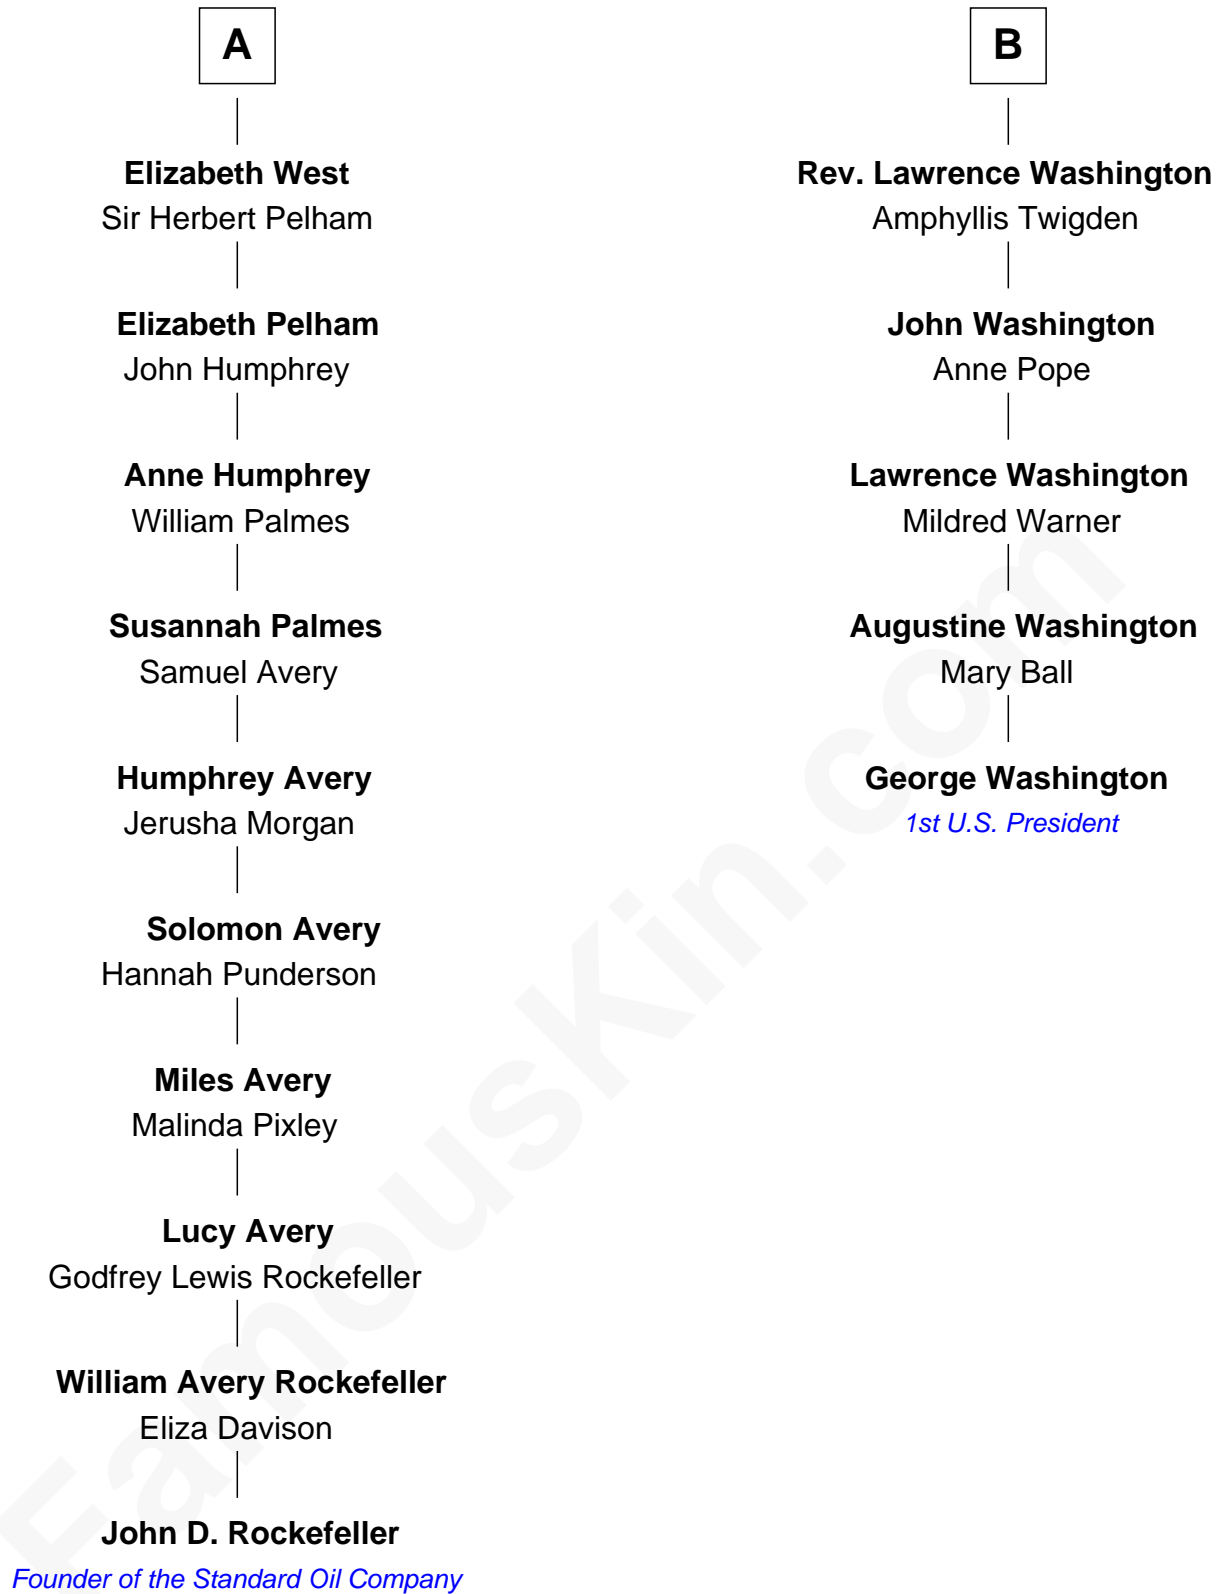 A
Elizabeth West
Sir Herbert Pelham
Elizabeth Pelham
John Humphrey
Anne Humphrey
William Palmes
Susannah Palmes
Samuel Avery
Humphrey Avery
Jerusha Morgan
Solomon Avery
Hannah Punderson
Miles Avery
Malinda Pixley
Lucy Avery
Godfrey Lewis Rockefeller
William Avery Rockefeller
Eliza Davison
John D. Rockefeller
Founder of the Standard Oil Company
B
Rev. Lawrence Washington
Amphyllis Twigden
John Washington
Anne Pope
Lawrence Washington
Mildred Warner
Augustine Washington
Mary Ball
George Washington
1st U.S. President
FamousKin.com